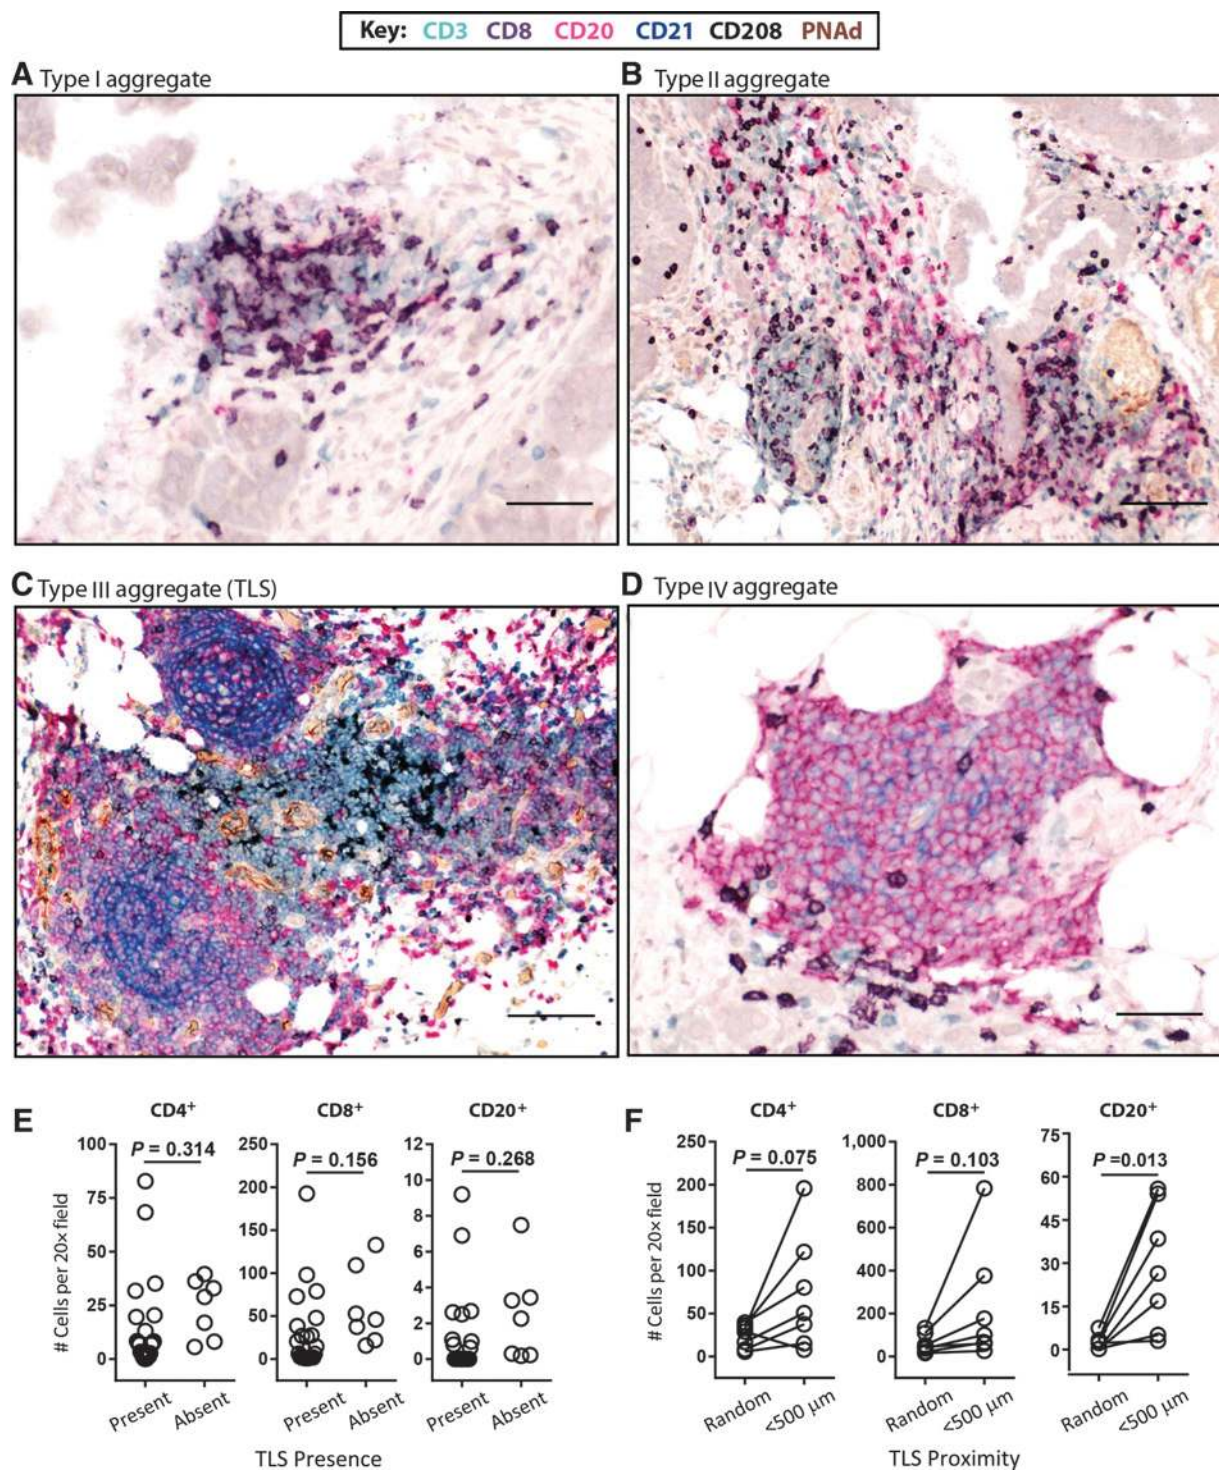 Key: CD3 CD8 CD20 CD21 CD208 PNAd
A Type I aggregate
B Type II aggregate
C Type III aggregate (TLS)
D Type IV aggregate
E
CD4+
CD8+
CD20+
# Cells per 20× field
100
75
50
25
0
P = 0.314
250
200
150
100
50
0
P = 0.156
12
10
8
6
4
2
0
P = 0.268
Present
Absent
Present
Absent
Present
Absent
TLS Presence
F
CD4+
CD8+
CD20+
# Cells per 20× field
250
200
150
100
50
0
P = 0.075
1,000
800
600
400
200
0
P = 0.103
75
60
45
30
15
0
P =0.013
Random
<500 µm
Random
<500 µm
Random
<500 µm
TLS Proximity